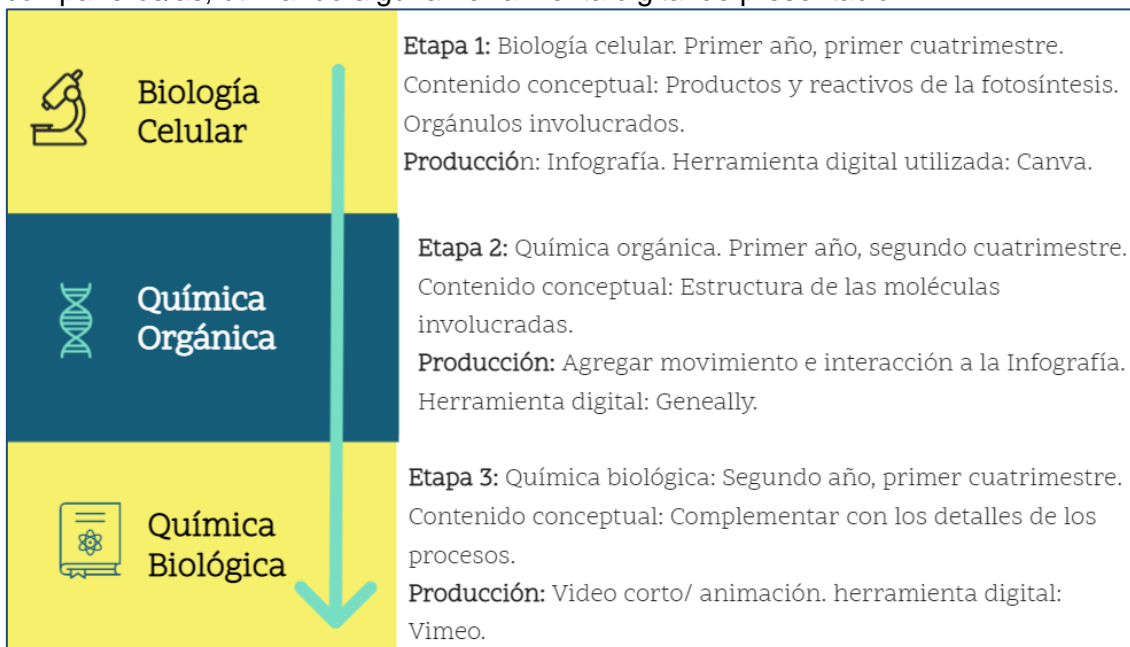 Biología
Celular
Etapa 1: Biología celular. Primer año, primer cuatrimestre.
Contenido conceptual: Productos y reactivos de la fotosíntesis.
Orgánulos involucrados.
Producción: Infografía. Herramienta digital utilizada: Canva.
Química
Orgánica
Etapa 2: Química orgánica. Primer año, segundo cuatrimestre.
Contenido conceptual: Estructura de las moléculas
involucradas.
Producción: Agregar movimiento e interacción a la Infografía.
Herramienta digital: Geneally.
Química
Biológica
Etapa 3: Química biológica: Segundo año, primer cuatrimestre.
Contenido conceptual: Complementar con los detalles de los
procesos.
Producción: Video corto/ animación. herramienta digital:
Vimeo.